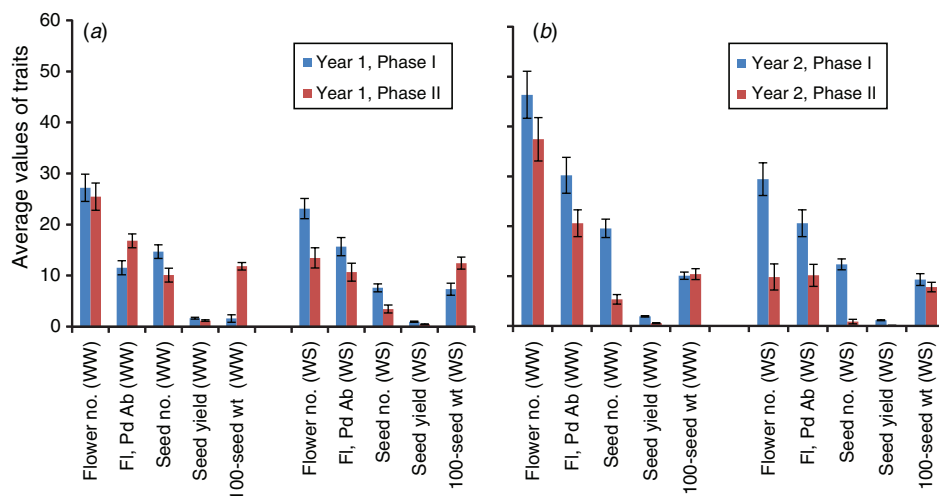 (a)
(b)
Year 1, Phase I
Year 1, Phase II
Year 2, Phase I
Year 2, Phase II
Average values of traits
60
50
40
30
20
10
0
Flower no. (WW)
Fl, Pd Ab (WW)
Seed no. (WW)
Seed yield (WW)
100-seed wt (WW)
Flower no. (WS)
Fl, Pd Ab (WS)
Seed no. (WS)
Seed yield (WS)
100-seed wt (WS)
Flower no. (WW)
Fl, Pd Ab (WW)
Seed no. (WW)
Seed yield (WW)
100-seed wt (WW)
Flower no. (WS)
Fl, Pd Ab (WS)
Seed no. (WS)
Seed yield (WS)
100-seed wt (WS)